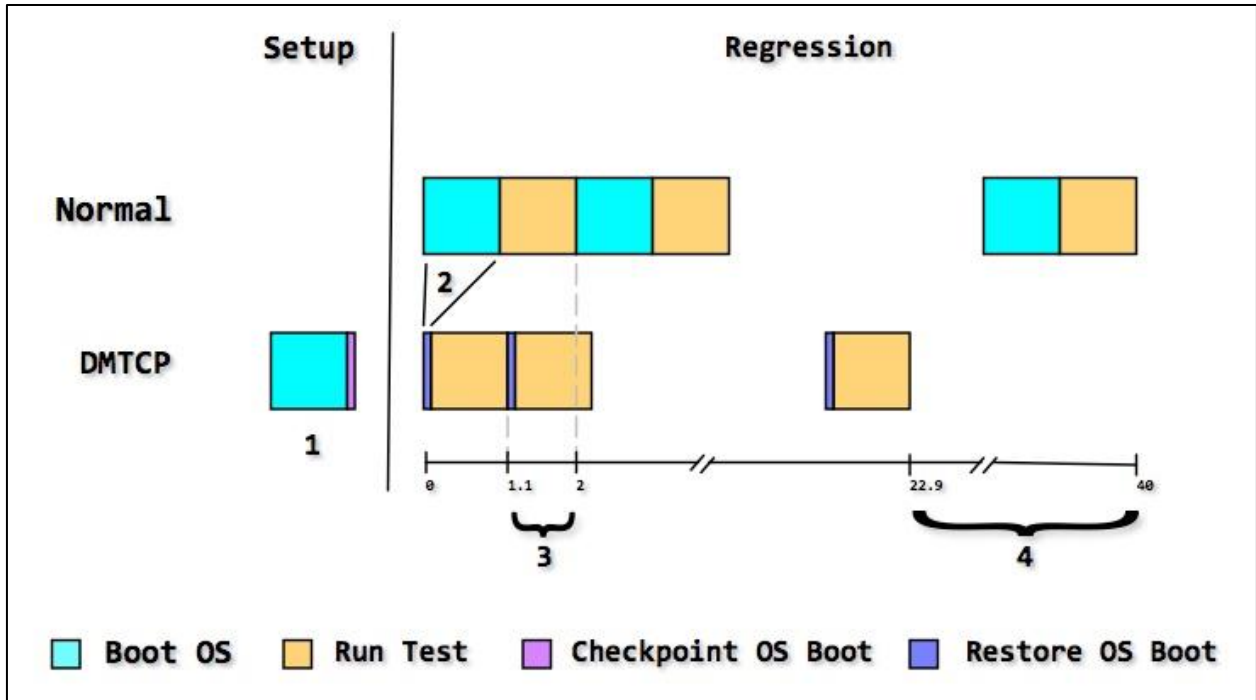 Setup
Regression
Normal
2
DMTCP
1
0 1.1 2 22.9 40
3 4
Boot OS Run Test Checkpoint OS Boot Restore OS Boot